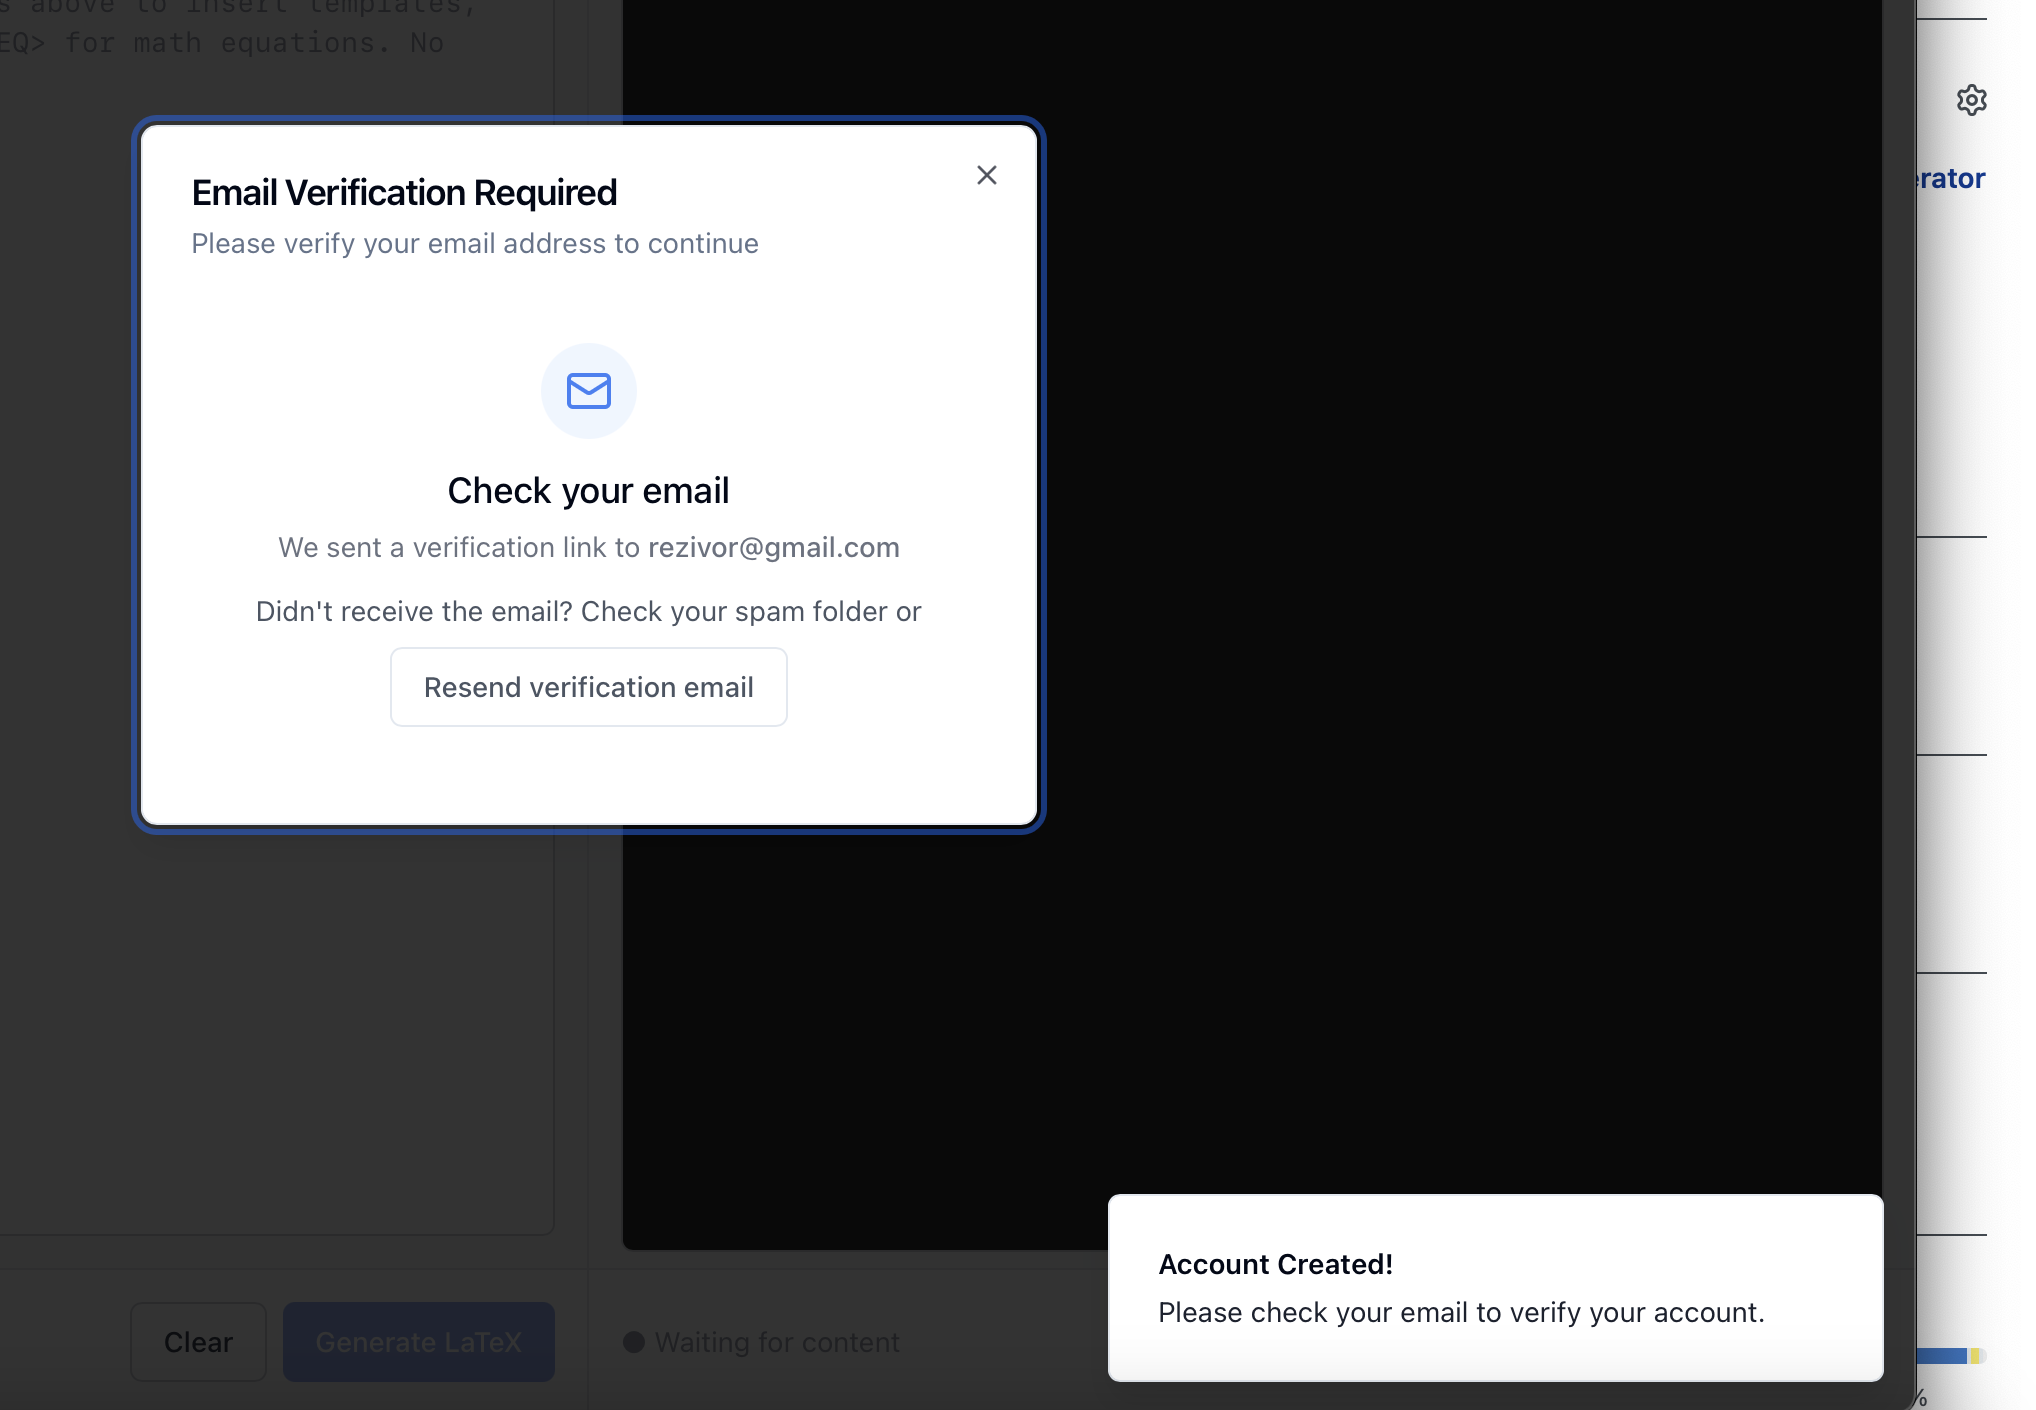 above to insert templates,
EQ> for math equations. No
erator
Email Verification Required
Please verify your email address to continue
Check your email
We sent a verification link to rezivor@gmail.com
Didn't receive the email? Check your spam folder or
Resend verification email
Account Created!
Please check your email to verify your account.
Clear
Generate LaTeX
Waiting for content
%